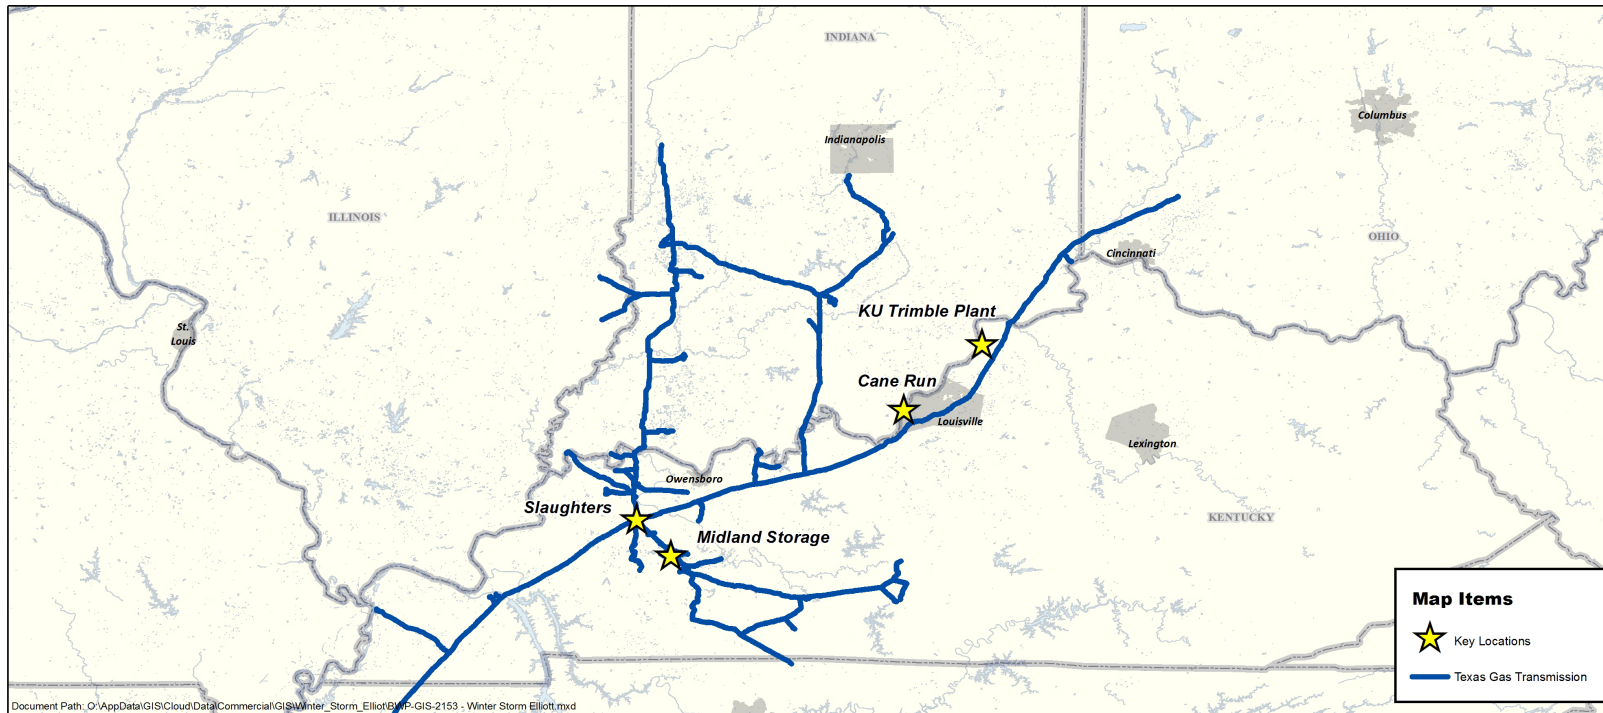 INDIANA
Columbus
Indianapolis
ILLINOIS
OHIO
Cincinnati
KU Trimble Plant
St.
Louis
Cane Run
Louisville
Lexington
Owensboro
Slaughters
KENTUCKY
Midland Storage
Map Items
Key Locations
Texas Gas Transmission
Document Path: O:\AppData\GIS\Cloud\Data\Commercial\GIS\Winter_Storm_Elliot\BWP-GIS-2153 - Winter Storm Elliott.mxd